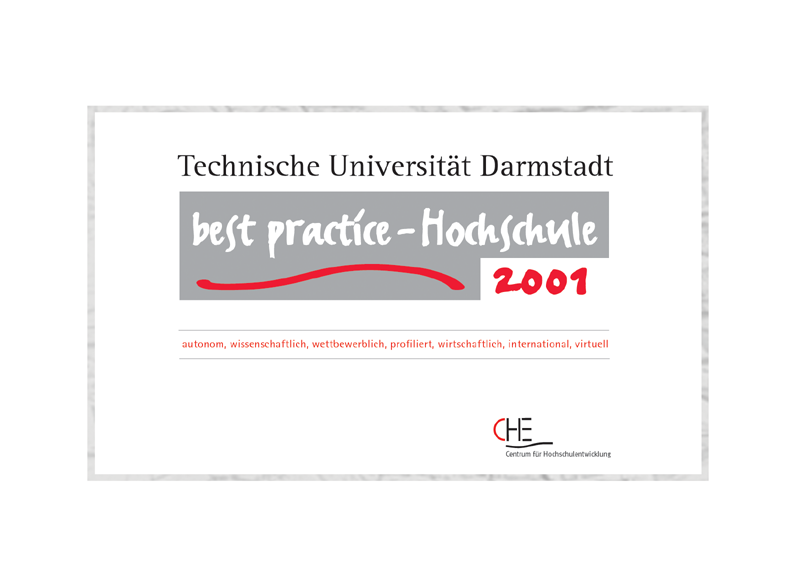 Technische Universität Darmstadt
best practice – Hochschule
2001
autonom, wissenschaftlich, wettbewerblich, profiliert, wirtschaftlich, international, virtuell
CHE
Centrum für Hochschulentwicklung